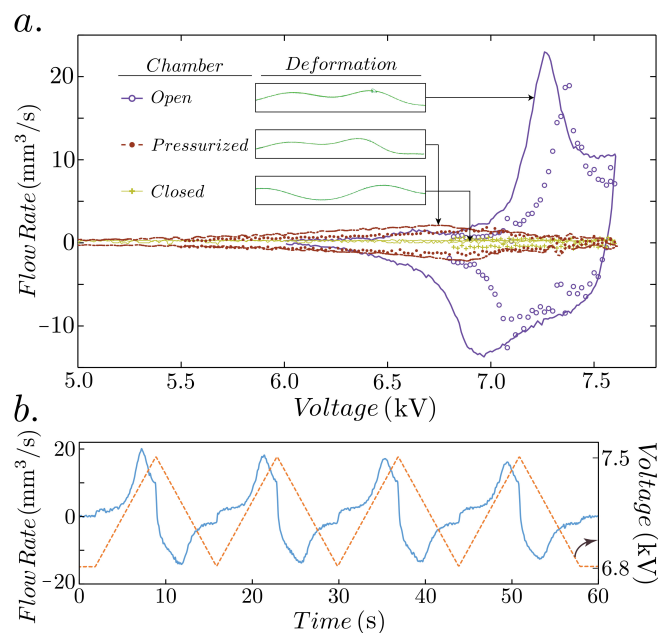 a.
Flow Rate (mm³/s)
20
10
0
-10
Chamber Deformation
Open
Pressurized
Closed
5.0 5.5 6.0 6.5 7.0 7.5
Voltage (kV)
b.
Flow Rate (mm³/s)
20
0
-20
7.5
6.8
Voltage (kV)
0 10 20 30 40 50 60
Time (s)